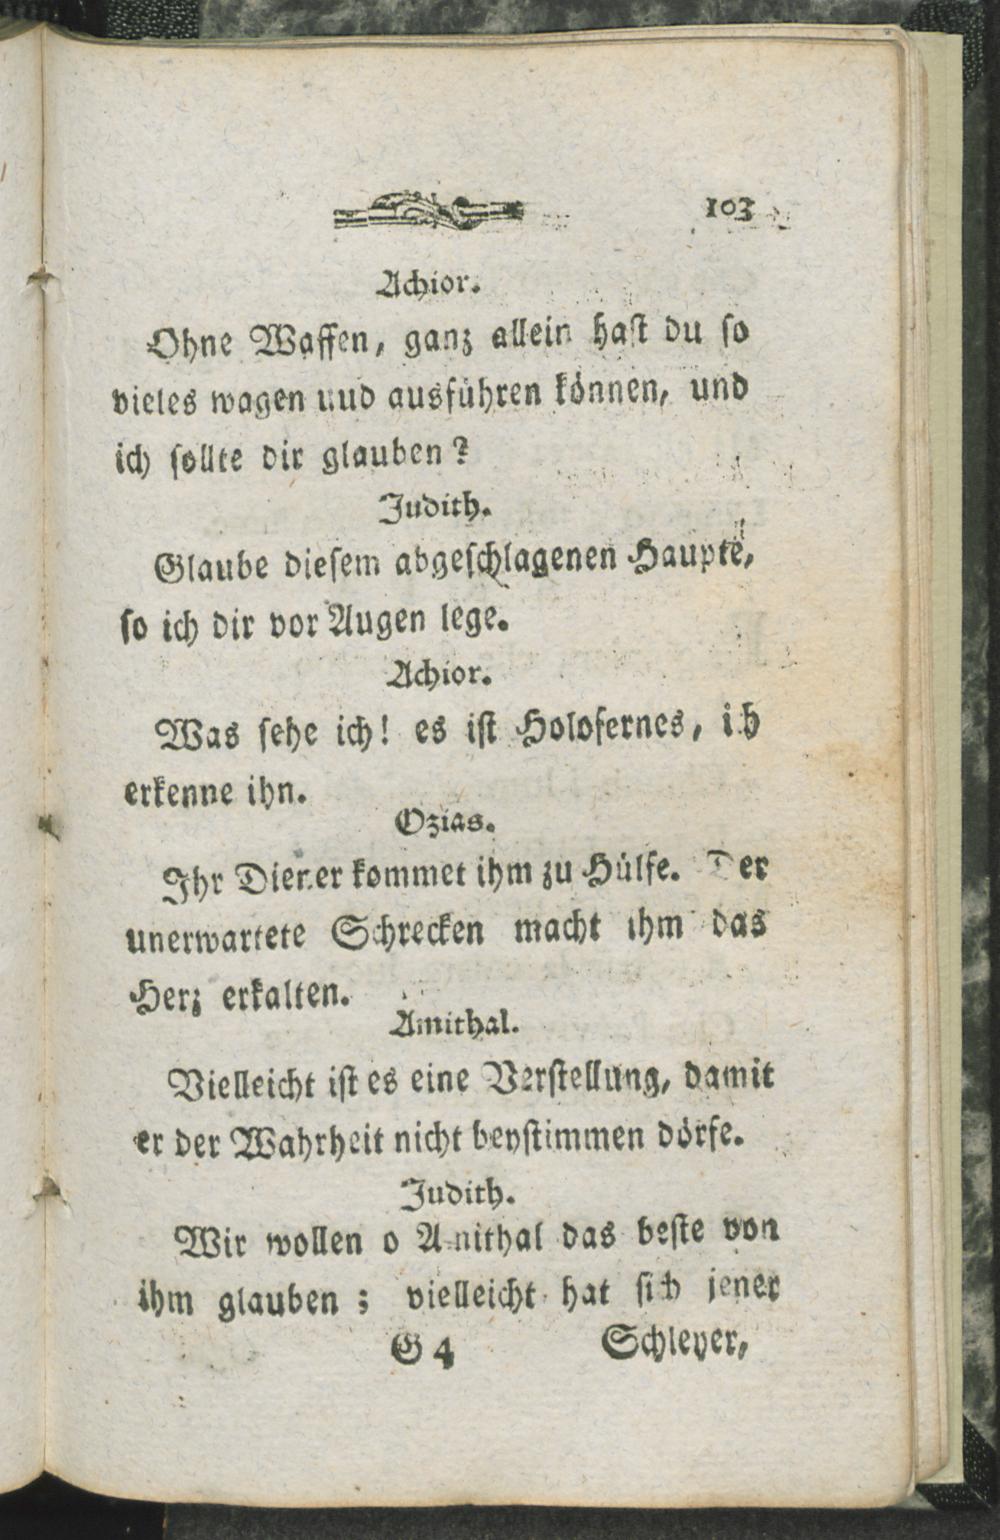 103
Achior.
Ohne Waffen, ganz allein hast du so
vieles wagen uud ausführen können, und
ich sollte dir glauben?
Judith.
Glaube diesem abgeschlagenen Haupte,
so ich dir vor Augen lege.
Achior.
Was sehe ich! es ist Holofernes, ich
erkenne ihn.
Ozias.
Ihr Diener kommet ihm zu Hülfe. Der
unerwartete Schrecken macht ihm das
Herz erkalten.
Amithal.
Vielleicht ist es eine Verstellung, damit
er der Wahrheit nicht beystimmen dörfe.
Judith.
Wir wollen o Amithal das beste von
ihm glauben; vielleicht hat sich jener
G 4 Schleyer,